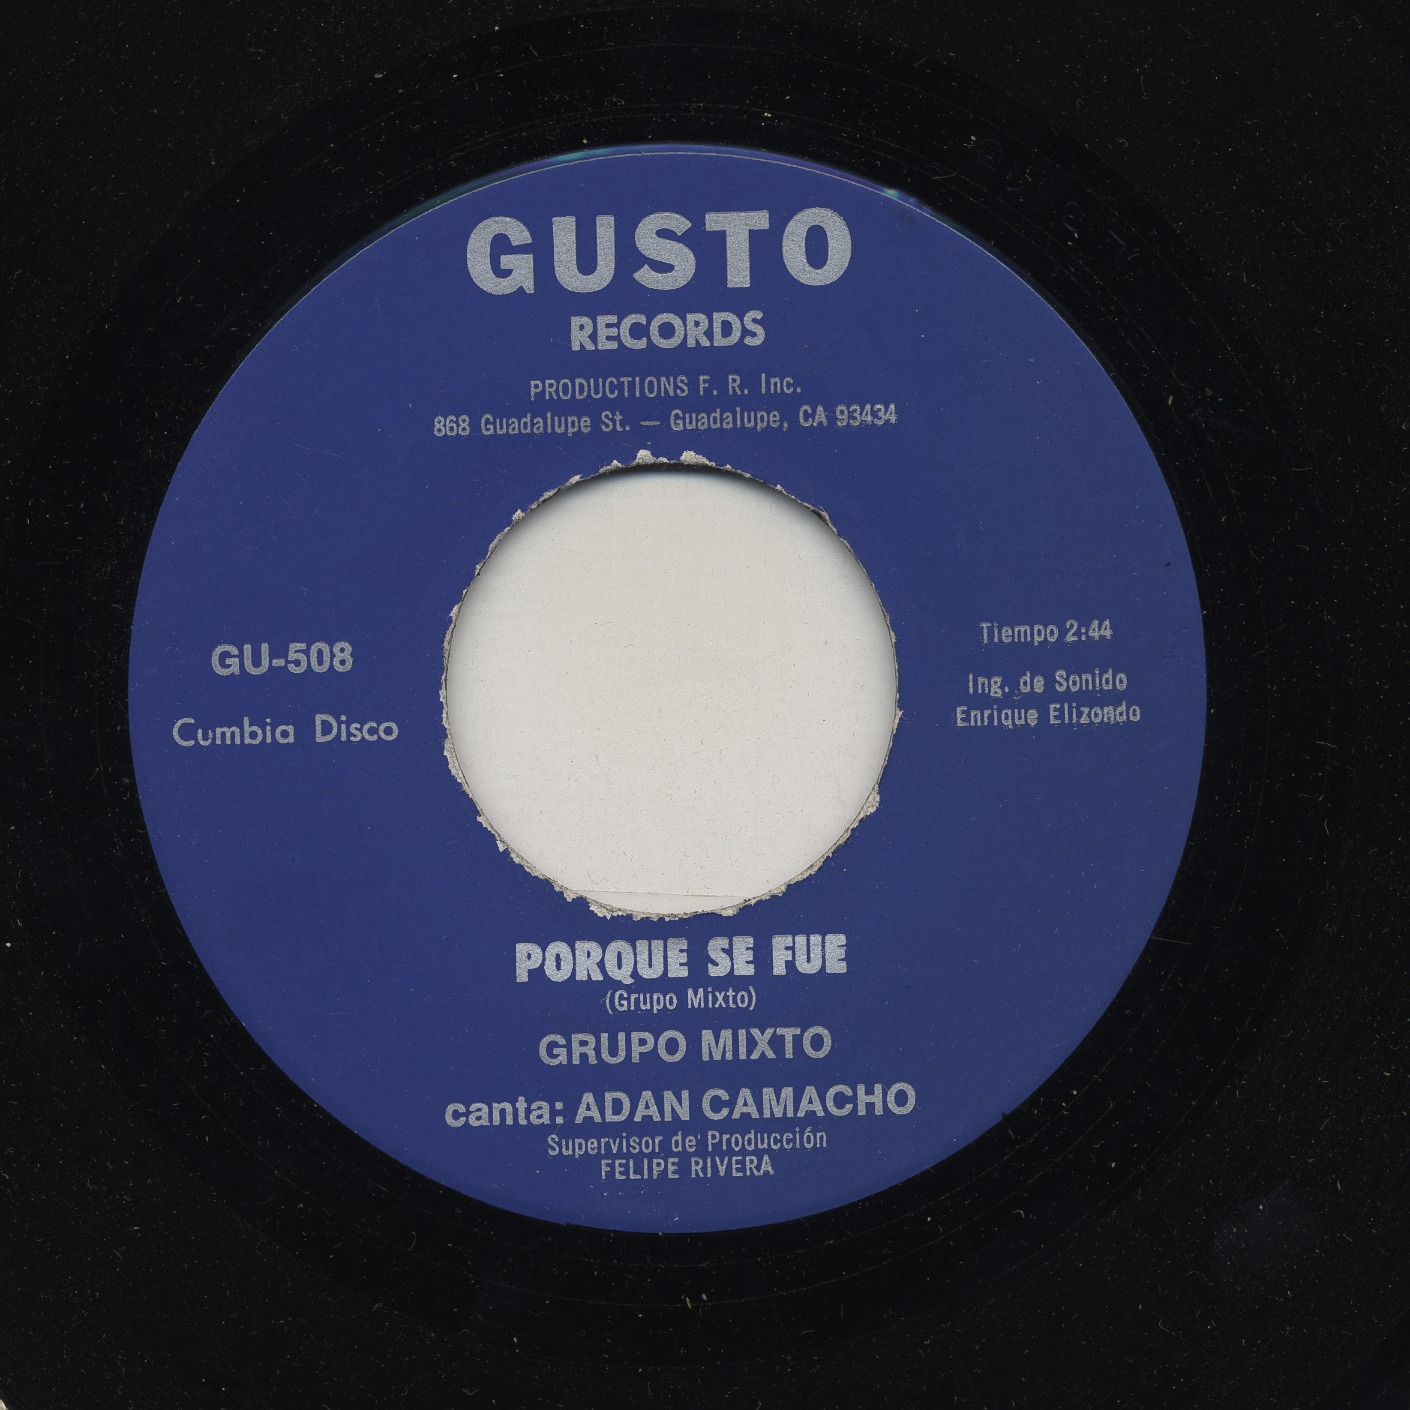 GUSTO
RECORDS
PRODUCTIONS F. R. Inc.
868 Guadalupe St. — Guadalupe, CA 93434
GU-508
Cumbia Disco
Tiempo 2:44
Ing. de Sonido
Enrique Elizondo
PORQUE SE FUE
(Grupo Mixto)
GRUPO MIXTO
canta: ADAN CAMACHO
Supervisor de Producción
FELIPE RIVERA